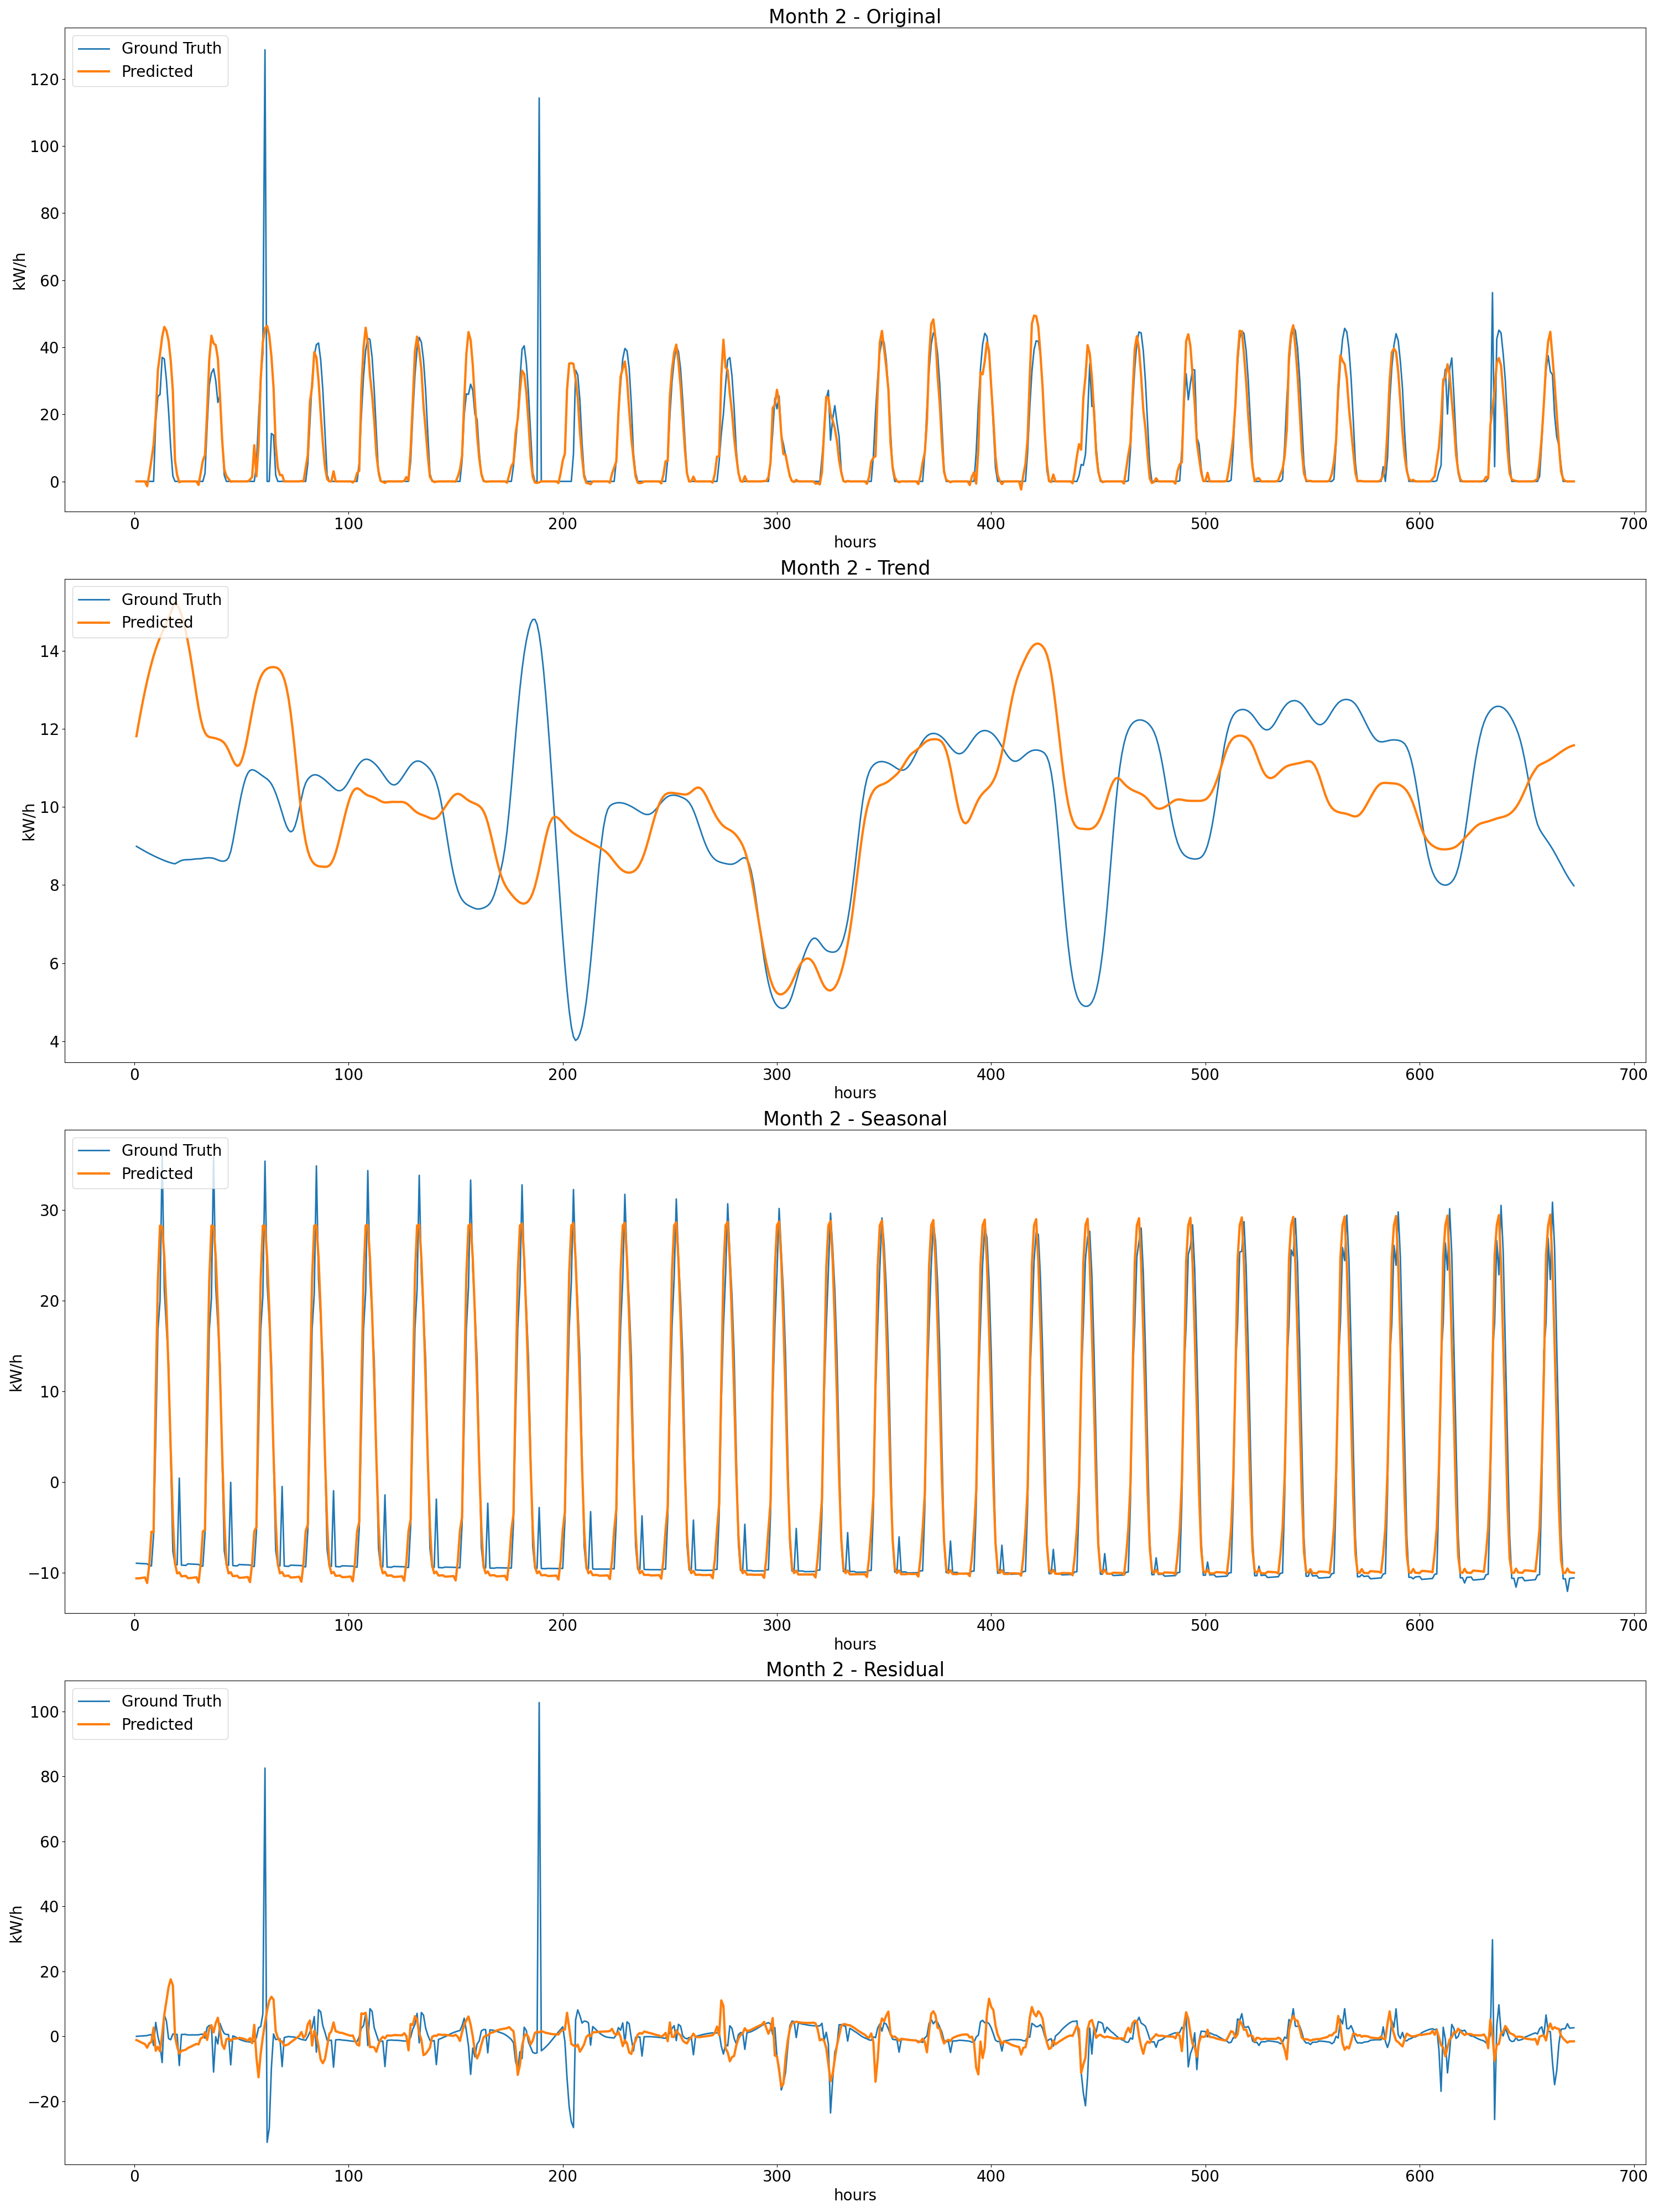 Month 2 - Original
Ground Truth
Predicted
120
100
80
60
40
20
0
kW/h
0 100 200 300 400 500 600 700
hours
Month 2 - Trend
Ground Truth
Predicted
14
12
10
8
6
4
kW/h
0 100 200 300 400 500 600 700
hours
Month 2 - Seasonal
Ground Truth
Predicted
30
20
10
0
−10
kW/h
0 100 200 300 400 500 600 700
hours
Month 2 - Residual
Ground Truth
Predicted
100
80
60
40
20
0
−20
kW/h
0 100 200 300 400 500 600 700
hours